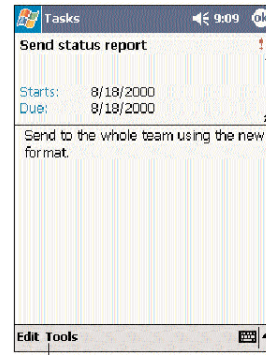 Tasks 9:09 ok
Send status report
Starts: 8/18/2000
Due: 8/18/2000
Send to the whole team using the new
format.
Edit Tools